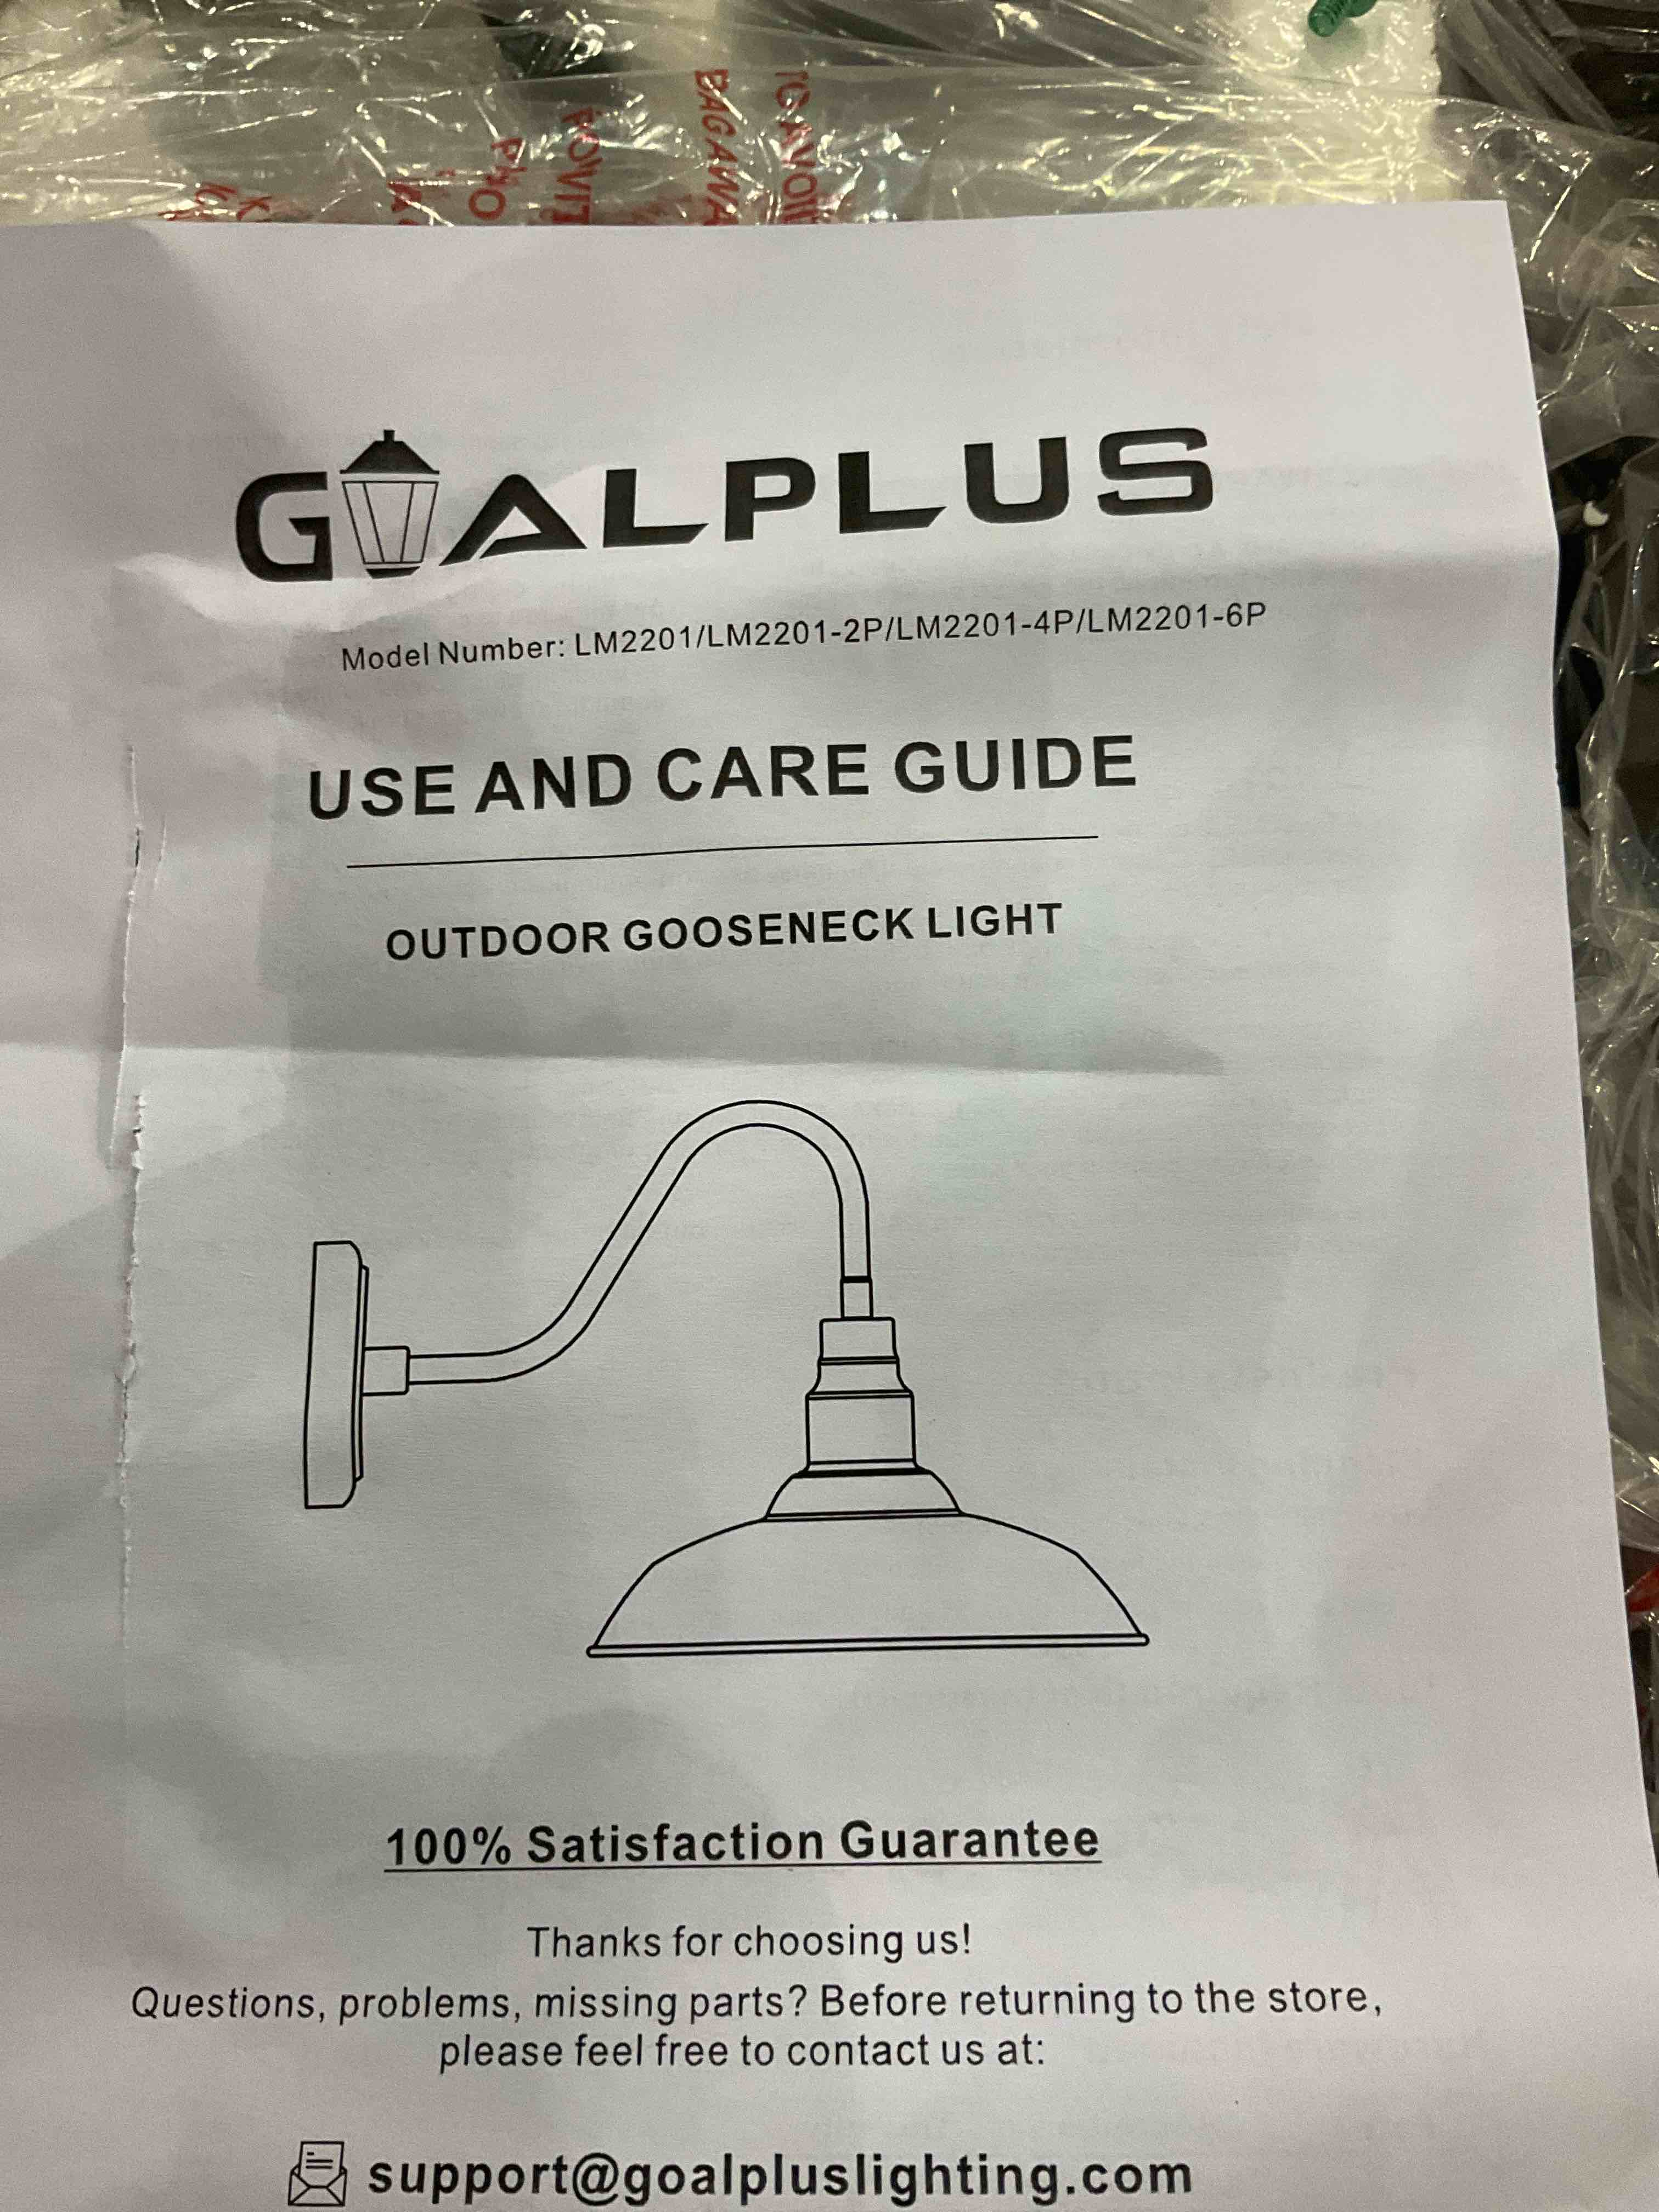 GOALPLUS
Model Number: LM2201/LM2201-2P/LM2201-4P/LM2201-6P
USE AND CARE GUIDE
OUTDOOR GOOSENECK LIGHT
100% Satisfaction Guarantee
Thanks for choosing us!
Questions, problems, missing parts? Before returning to the store,
please feel free to contact us at:
support@goalpluslighting.com